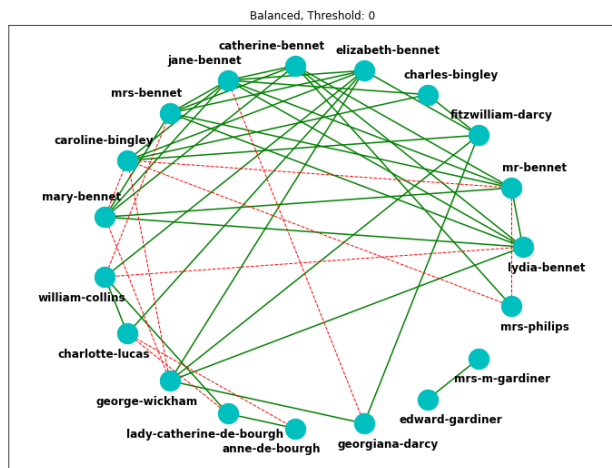 Balanced, Threshold: 0
catherine-bennet
elizabeth-bennet
jane-bennet
charles-bingley
mrs-bennet
fitzwilliam-darcy
caroline-bingley
mr-bennet
mary-bennet
lydia-bennet
william-collins
mrs-philips
charlotte-lucas
mrs-m-gardiner
george-wickham
edward-gardiner
lady-catherine-de-bourgh
georgiana-darcy
anne-de-bourgh